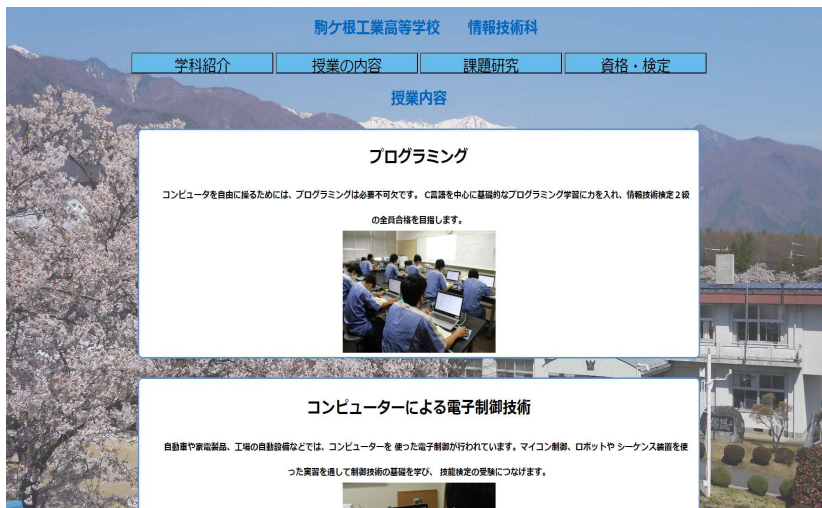 駒ケ根工業高等学校　情報技術科
学科紹介
授業の内容
課題研究
資格・検定
授業内容
プログラミング
コンピュータを自由に操るためには、プログラミングは必要不可欠です。 C言語を中心に基礎的なプログラミング学習に力を入れ、情報技術検定２級
の全員合格を目指します。
コンピューターによる電子制御技術
自動車や家電製品、工場の自動設備などでは、コンピューターを 使った電子制御が行われています。マイコン制御、ロボットや シーケンス装置を使
った実習を通して制御技術の基礎を学び、 技能検定の受験につなげます。